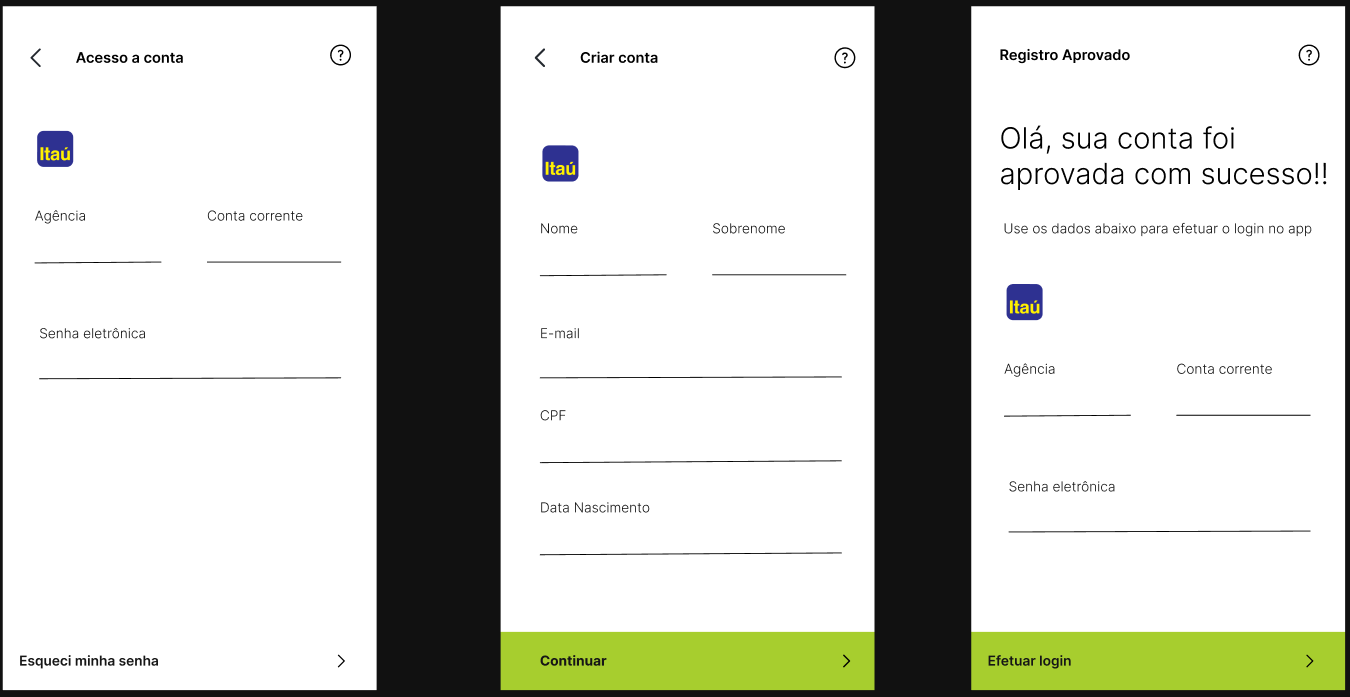 Acesso a conta
?
Itaú
Agência
Conta corrente
Senha eletrônica
Esqueci minha senha
Criar conta
?
Itaú
Nome
Sobrenome
E-mail
CPF
Data Nascimento
Continuar
Registro Aprovado
?
Olá, sua conta foi
aprovada com sucesso!!
Use os dados abaixo para efetuar o login no app
Itaú
Agência
Conta corrente
Senha eletrônica
Efetuar login